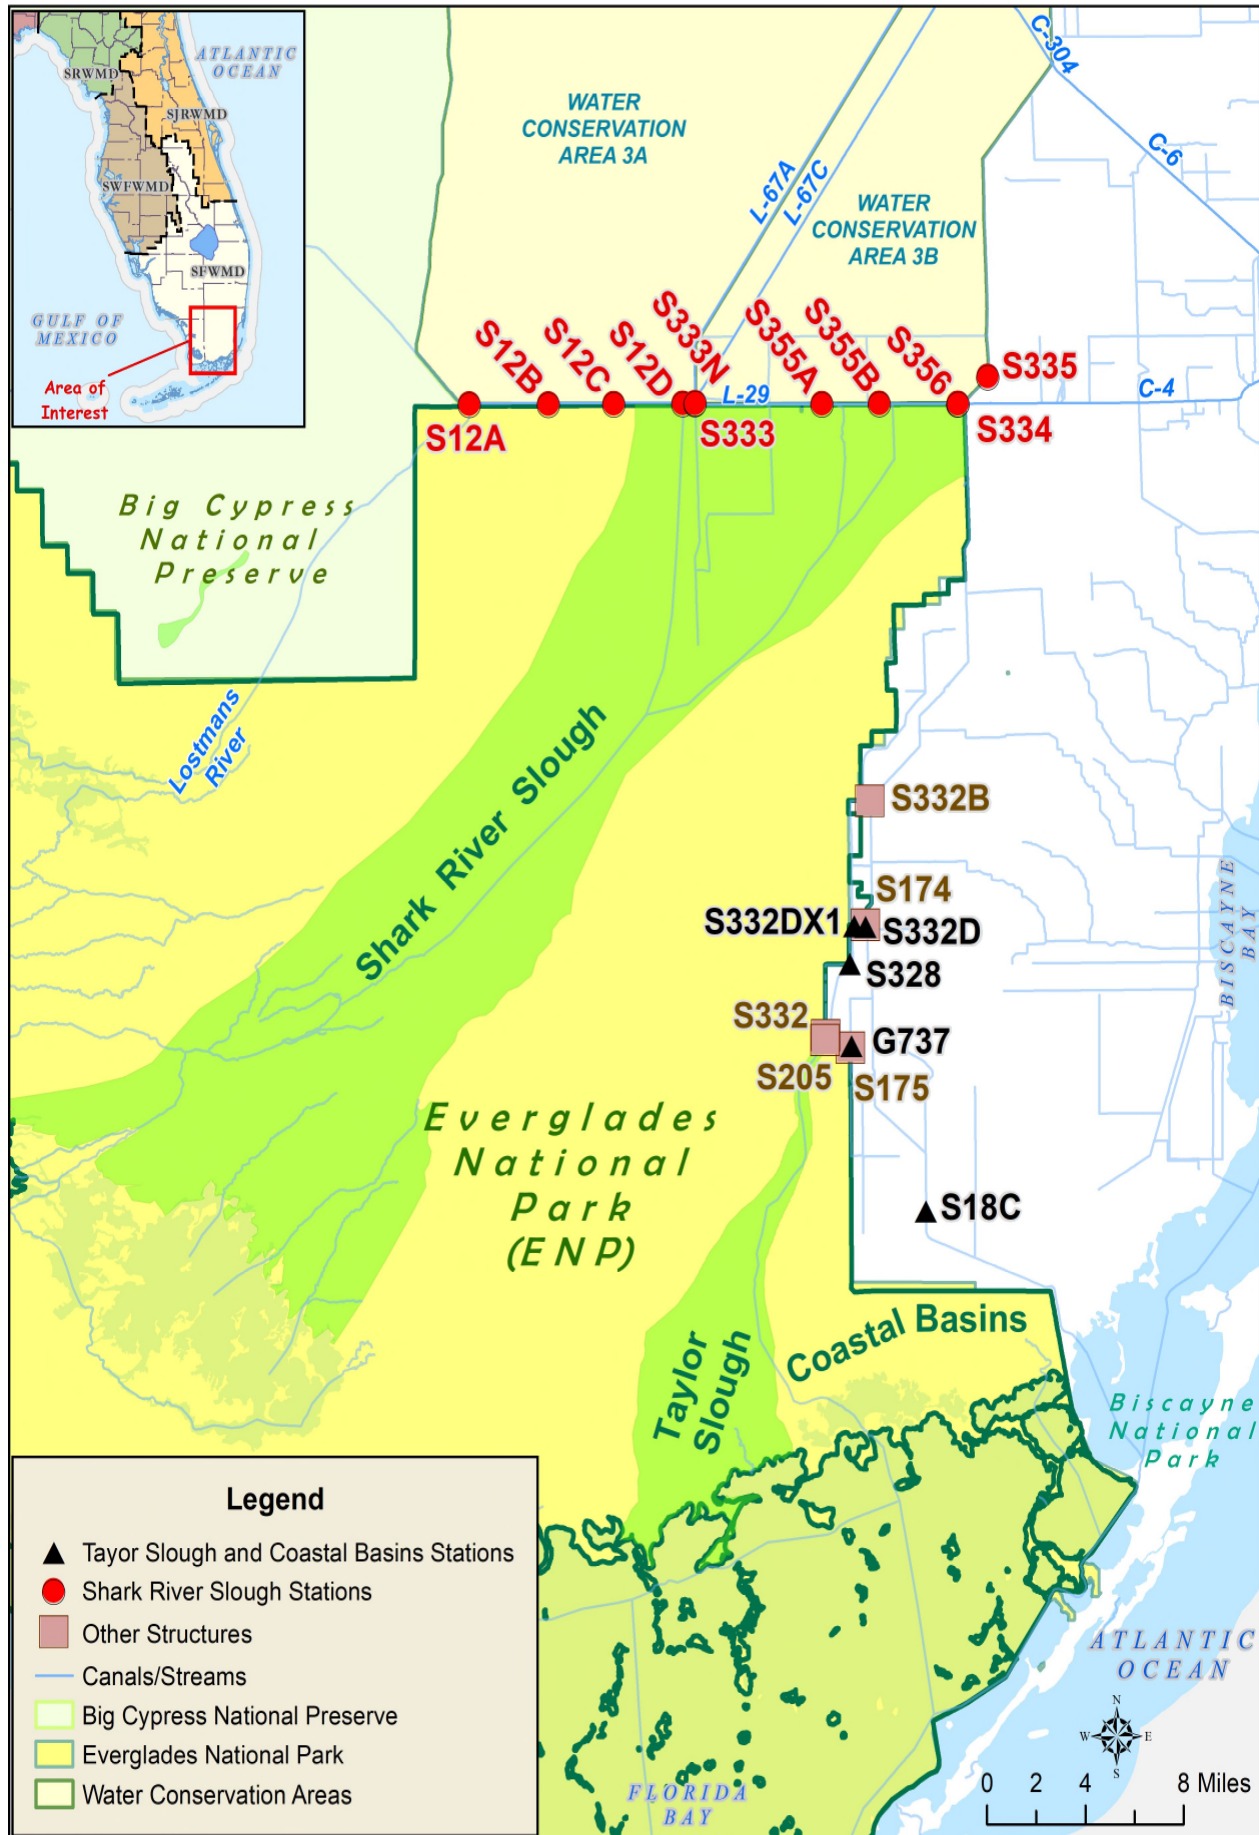 ATLANTIC
OCEAN
SRWMD
SJRWMD
SWFWMD
SFWMD
GULF OF
MEXICO
Area of
Interest
WATER
CONSERVATION
AREA 3A
L-67A
L-67C
WATER
CONSERVATION
AREA 3B
C-304
C-6
S12A
S12B
S12C
S12D
S333N
S333
L-29
S355A
S355B
S356
S335
S334
C-4
Big Cypress
National
Preserve
Lostmans
River
Shark River Slough
S332B
S174
S332DX1
S332D
S328
S332
G737
S205
S175
BISCAYNE
BAY
Everglades
National
Park
(ENP)
S18C
Taylor
Slough
Coastal Basins
Biscayne
National
Park
Legend
Tayor Slough and Coastal Basins Stations
Shark River Slough Stations
Other Structures
Canals/Streams
Big Cypress National Preserve
Everglades National Park
Water Conservation Areas
FLORIDA
BAY
ATLANTIC
OCEAN
N
W E
S
0 2 4 8 Miles